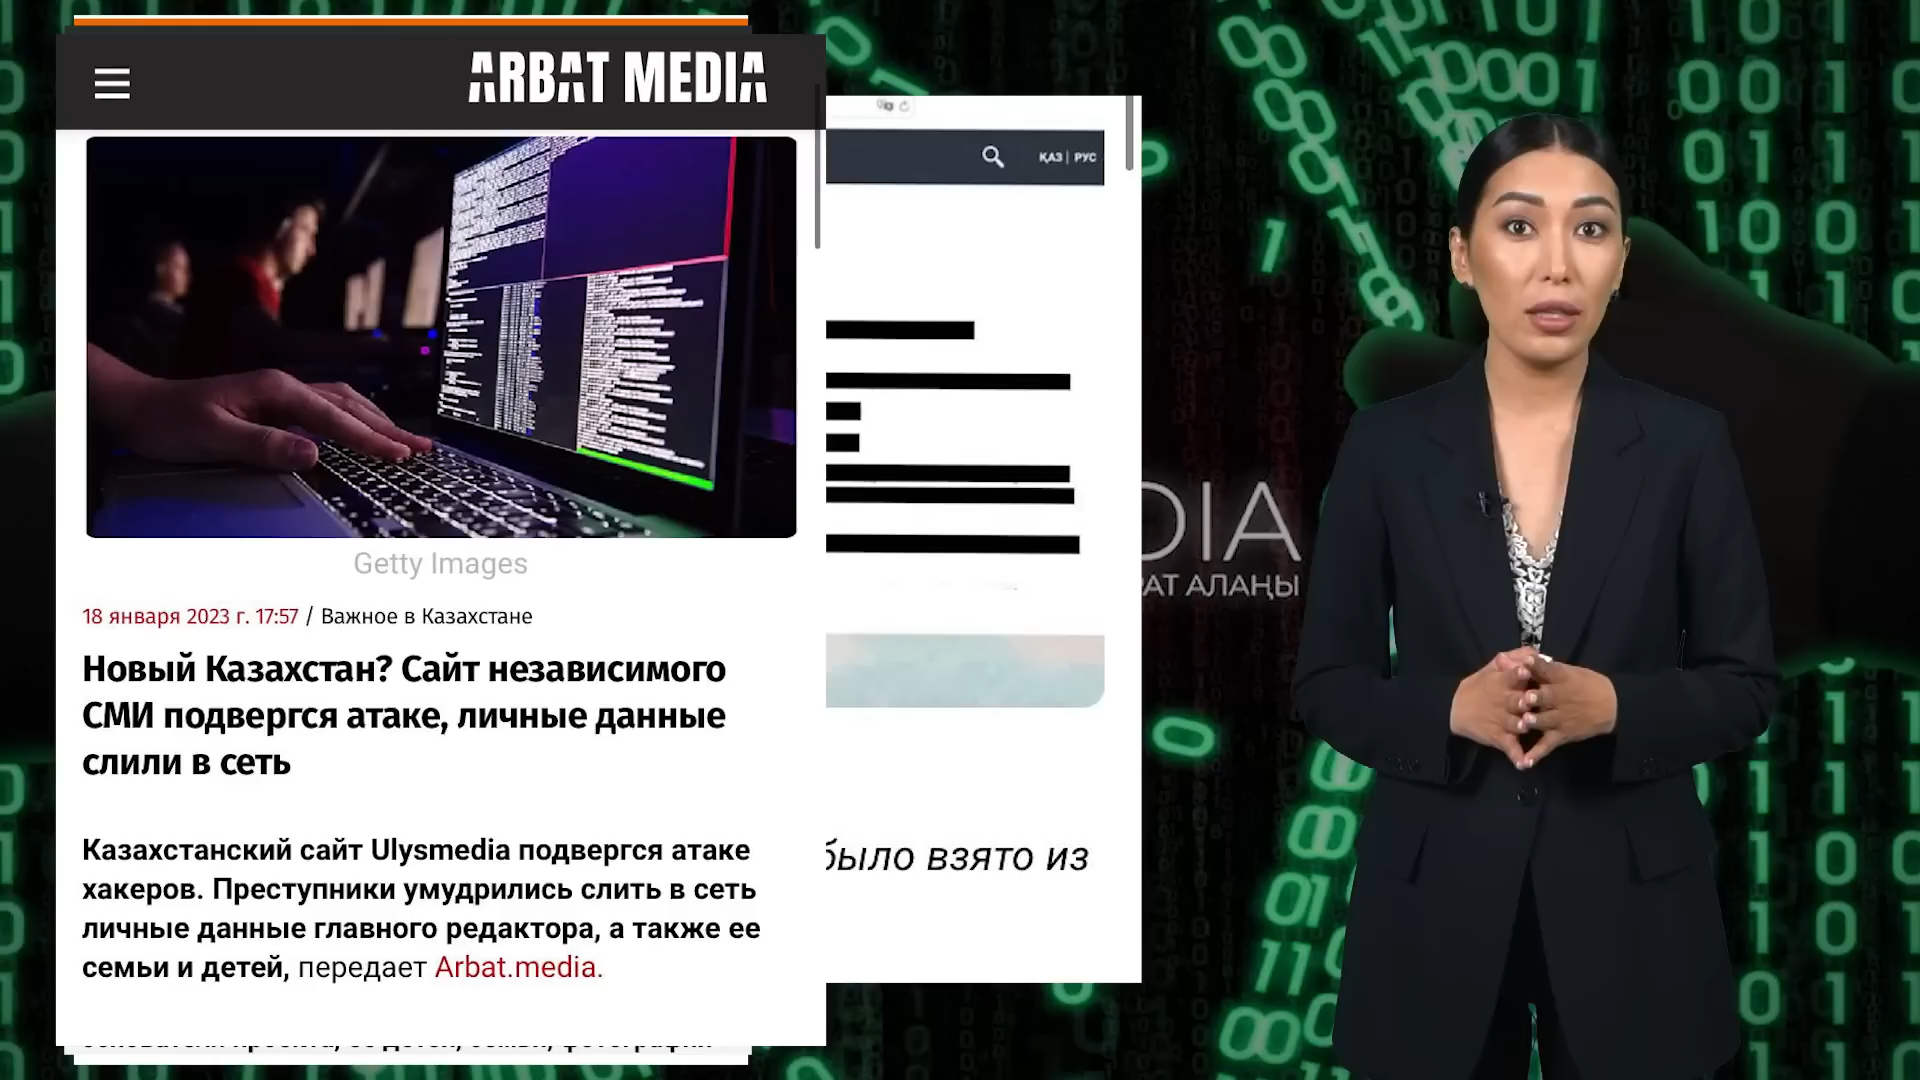 ARBAT MEDIA
Getty Images
18 января 2023 г. 17:57 / Важное в Казахстане
Новый Казахстан? Сайт независимого
СМИ подвергся атаке, личные данные
слили в сеть
Казахстанский сайт Ulysmedia подвергся атаке
хакеров. Преступники умудрились слить в сеть
личные данные главного редактора, а также ее
семьи и детей, передает Arbat.media.
ҚАЗ | РУС
было взято из
DIA
РАТ АЛАҢЫ